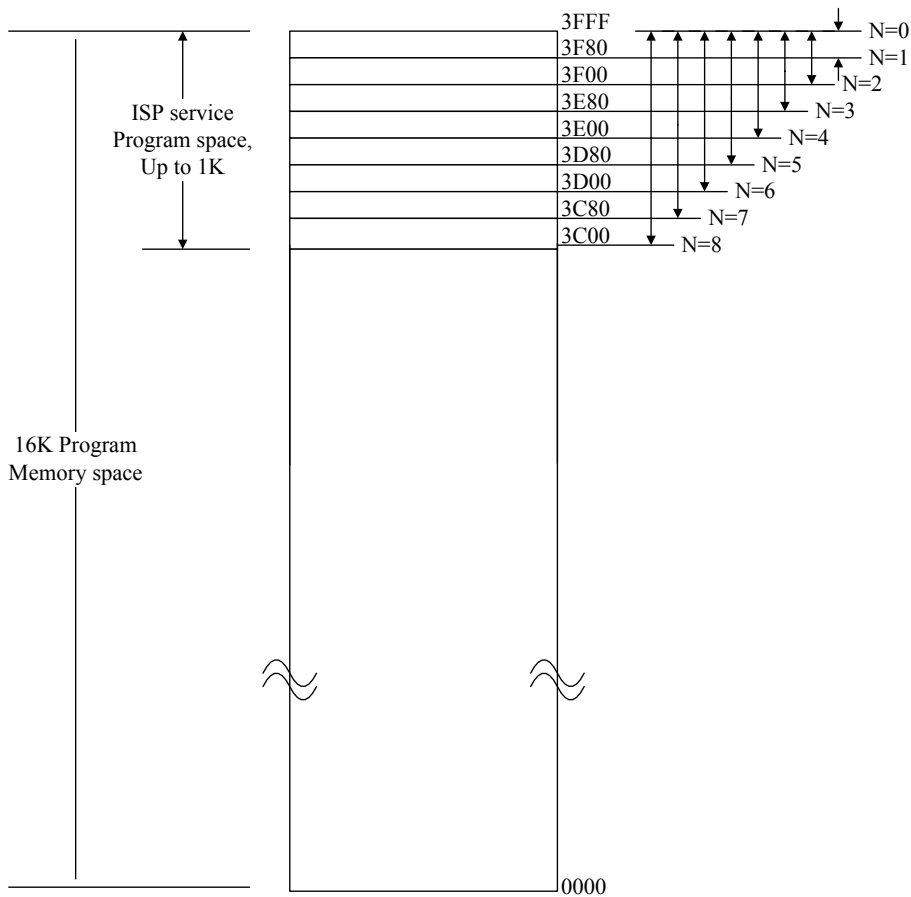 3FFF
N=0
3F80
N=1
3F00
N=2
3E80
N=3
3E00
N=4
3D80
N=5
3D00
N=6
3C80
N=7
3C00
N=8
ISP service
Program space,
Up to 1K
16K Program
Memory space
0000